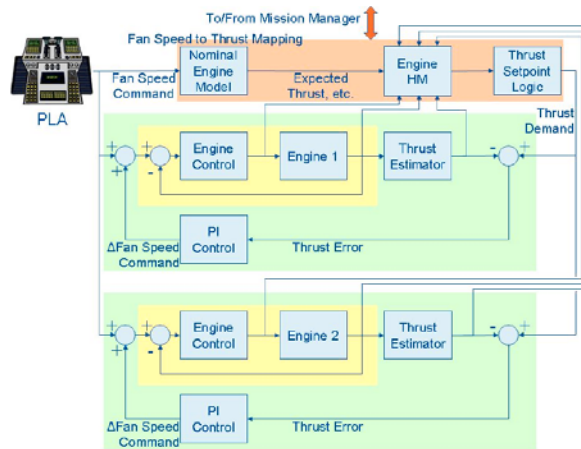 To/From Mission Manager
Fan Speed to Thrust Mapping
Nominal
Engine
Model
Engine
HM
Thrust
Setpoint
Logic
Fan Speed
Command
Expected
Thrust, etc.
PLA
Thrust
Demand
+
+
+
-
Engine
Control
Engine 1
Thrust
Estimator
-
+
PI
Control
ΔFan Speed
Command
Thrust Error
+
+
+
-
Engine
Control
Engine 2
Thrust
Estimator
-
+
PI
Control
ΔFan Speed
Command
Thrust Error